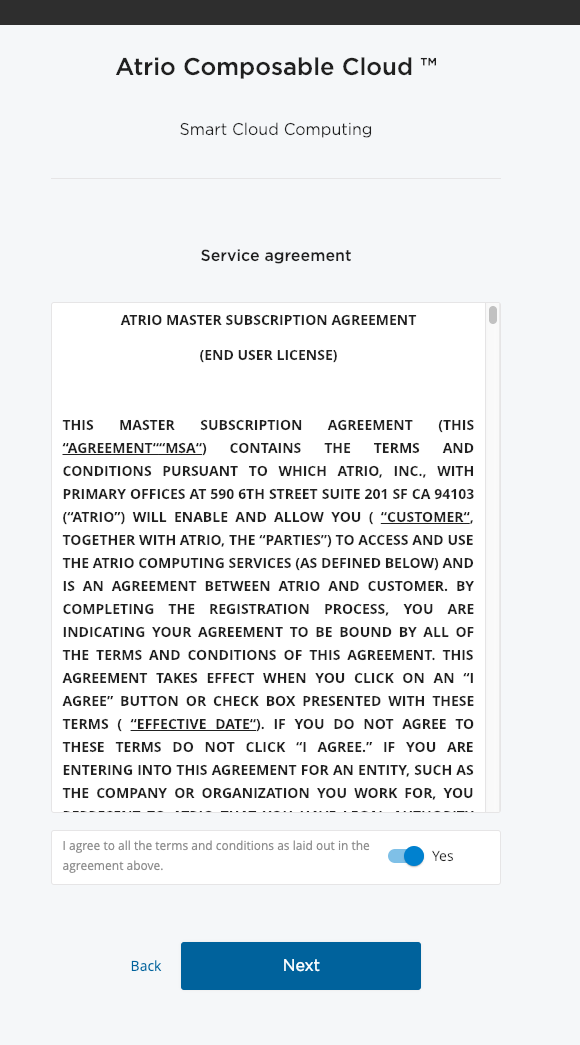 Atrio Composable Cloud ™
Smart Cloud Computing
Service agreement
ATRIO MASTER SUBSCRIPTION AGREEMENT
(END USER LICENSE)
THIS MASTER SUBSCRIPTION AGREEMENT (THIS
“AGREEMENT”“MSA“) CONTAINS THE TERMS AND
CONDITIONS PURSUANT TO WHICH ATRIO, INC., WITH
PRIMARY OFFICES AT 590 6TH STREET SUITE 201 SF CA 94103
(“ATRIO”) WILL ENABLE AND ALLOW YOU ( “CUSTOMER“,
TOGETHER WITH ATRIO, THE “PARTIES”) TO ACCESS AND USE
THE ATRIO COMPUTING SERVICES (AS DEFINED BELOW) AND
IS AN AGREEMENT BETWEEN ATRIO AND CUSTOMER. BY
COMPLETING THE REGISTRATION PROCESS, YOU ARE
INDICATING YOUR AGREEMENT TO BE BOUND BY ALL OF
THE TERMS AND CONDITIONS OF THIS AGREEMENT. THIS
AGREEMENT TAKES EFFECT WHEN YOU CLICK ON AN “I
AGREE” BUTTON OR CHECK BOX PRESENTED WITH THESE
TERMS ( “EFFECTIVE DATE“). IF YOU DO NOT AGREE TO
THESE TERMS DO NOT CLICK “I AGREE.” IF YOU ARE
ENTERING INTO THIS AGREEMENT FOR AN ENTITY, SUCH AS
THE COMPANY OR ORGANIZATION YOU WORK FOR, YOU
REPRESENT TO ATRIO THAT YOU HAVE LEGAL AUTHORITY
I agree to all the terms and conditions as laid out in the
agreement above.
Yes
Back
Next